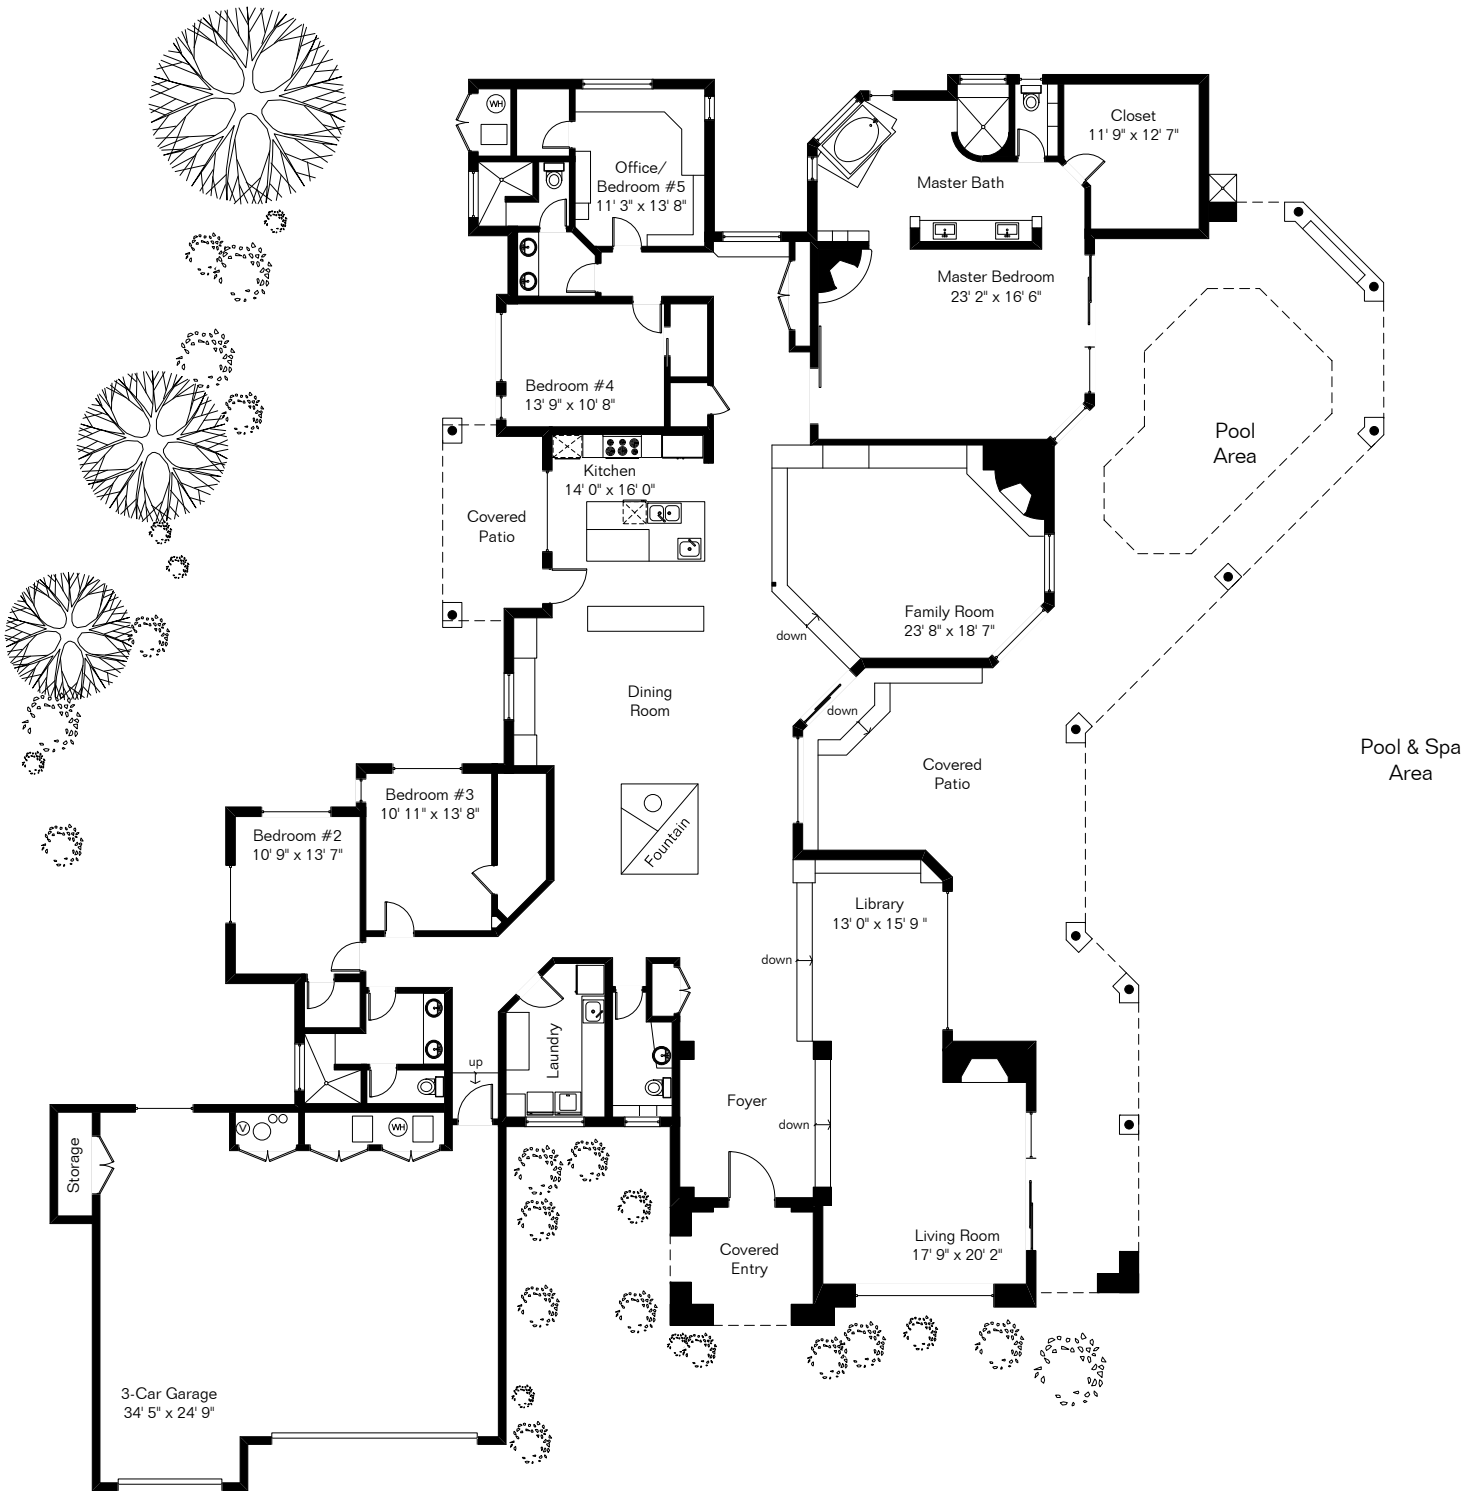 WH
Closet
11' 9" x 12' 7"
Office/
Bedroom #5
11' 3" x 13' 8"
Master Bath
Master Bedroom
23' 2" x 16' 6"
Bedroom #4
13' 9" x 10' 8"
Pool
Area
Kitchen
14' 0" x 16' 0"
Covered
Patio
Family Room
23' 8" x 18' 7"
down
Dining
Room
down
Covered
Patio
Pool & Spa
Area
Bedroom #3
10' 11" x 13' 8"
Bedroom #2
10' 9" x 13' 7"
Fountain
Library
13' 0" x 15' 9 "
down
Laundry
up
Foyer
down
V
WH
Storage
Living Room
17' 9" x 20' 2"
Covered
Entry
3-Car Garage
34' 5" x 24' 9"